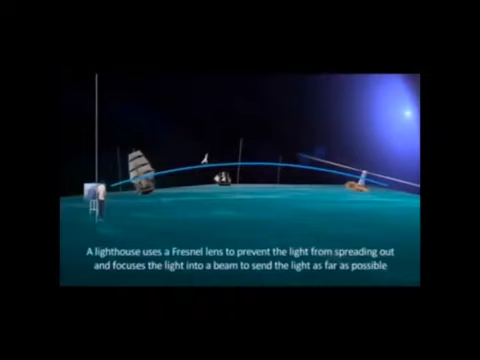 A lighthouse uses a Fresnel lens to prevent the light from spreading out
and focuses the light into a beam to send the light as far as possible